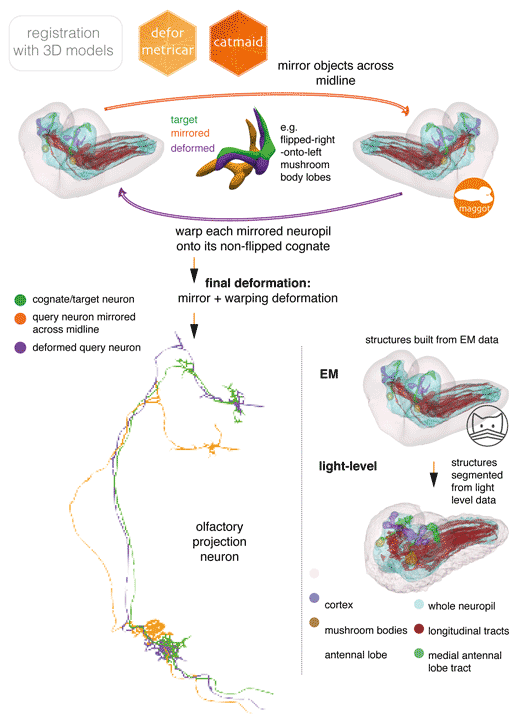 registration
with 3D models
defor
metricar
catmaid
mirror objects across
midline
target
mirrored
deformed
e.g.
flipped-right
-onto-left
mushroom
body lobes
maggot
warp each mirrored neuropil
onto its non-flipped cognate
final deformation:
mirror + warping deformation
cognate/target neuron
query neuron mirrored
across midline
deformed query neuron
structures built from EM data
EM
light-level
structures
segmented
from light
level data
olfactory
projection
neuron
cortex
whole neuropil
mushroom bodies
longitudinal tracts
antennal lobe
medial antennal
lobe tract